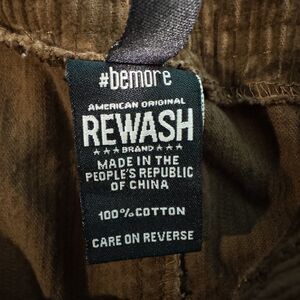 #bemore
AMERICAN ORIGINAL
REWASH
★★★ BRAND ★★★
MADE IN THE
PEOPLE'S REPUBLIC
OF CHINA
100% COTTON
CARE ON REVERSE